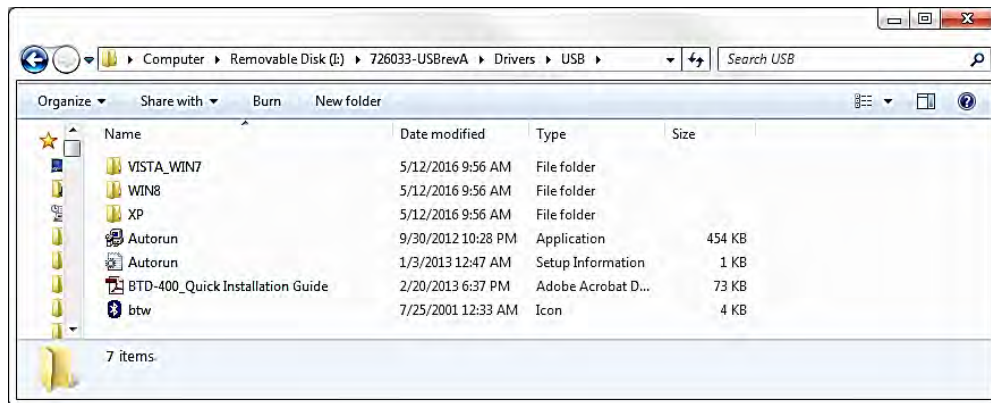 Computer ▸ Removable Disk (I:) ▸ 726033-USBrevA ▸ Drivers ▸ USB ▸ Search USB
Organize Share with Burn New folder
Name Date modified Type Size
VISTA_WIN7 5/12/2016 9:56 AM File folder
WIN8 5/12/2016 9:56 AM File folder
XP 5/12/2016 9:56 AM File folder
Autorun 9/30/2012 10:28 PM Application 454 KB
Autorun 1/3/2013 12:47 AM Setup Information 1 KB
BTD-400_Quick Installation Guide 2/20/2013 6:37 PM Adobe Acrobat D... 73 KB
btw 7/25/2001 12:33 AM Icon 4 KB
7 items